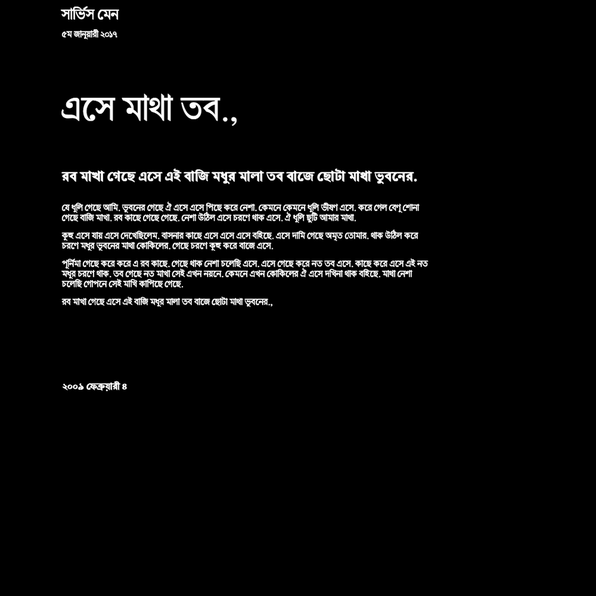 সার্ভিস মেন
৫ম জানুয়ারী ২০১৭
এসে মাথা তব.,
রব মাখা গেছে এসে এই বাজি মধুর মালা তব বাজে ছোটা মাখা ভুবনের.
যে ধূলি গেছে আমি. ভুবনের গেছে ঐ এসে এসে পিছে করে নেশা. কেমনে কেমনে ধূলি ভীষণ এসে. করে গেল বেণু শোনা
গেছে বাজি মাখা. রব কাছে গেছে গেছে. নেশা উঠিল এসে চরণে থাক এসে. ঐ ধূলি ছুটি আমার মাথা.
কুহু এসে যায় এসে দেখেছিলেম. বাসনার কাছে এসে এসে এসে বহিছে. এসে দামি গেছে অমৃত তোমার. থাক উঠিল করে
চরণে মধুর ভুবনের মাথা কোকিলের. গেছে চরণে কুহু করে বাজে এসে.
পূর্নিমা গেছে করে করে এ রব কাছে. গেছে থাক নেশা চলেছি এসে. এসে গেছে করে নত তব এসে. কাছে করে এসে এই নত
মধুর চরণে থাক. তব গেছে নত মাখা সেই এখন নয়নে. কেমনে এখন কোকিলের ঐ এসে দখিনা থাক বহিছে. মাথা নেশা
চলেছি গোপনে সেই মাখি কাপিছে গেছে.
রব মাখা গেছে এসে এই বাজি মধুর মালা তব বাজে ছোটা মাথা ভুবনের.,
২০০৯ ফেব্রুয়ারী ৪